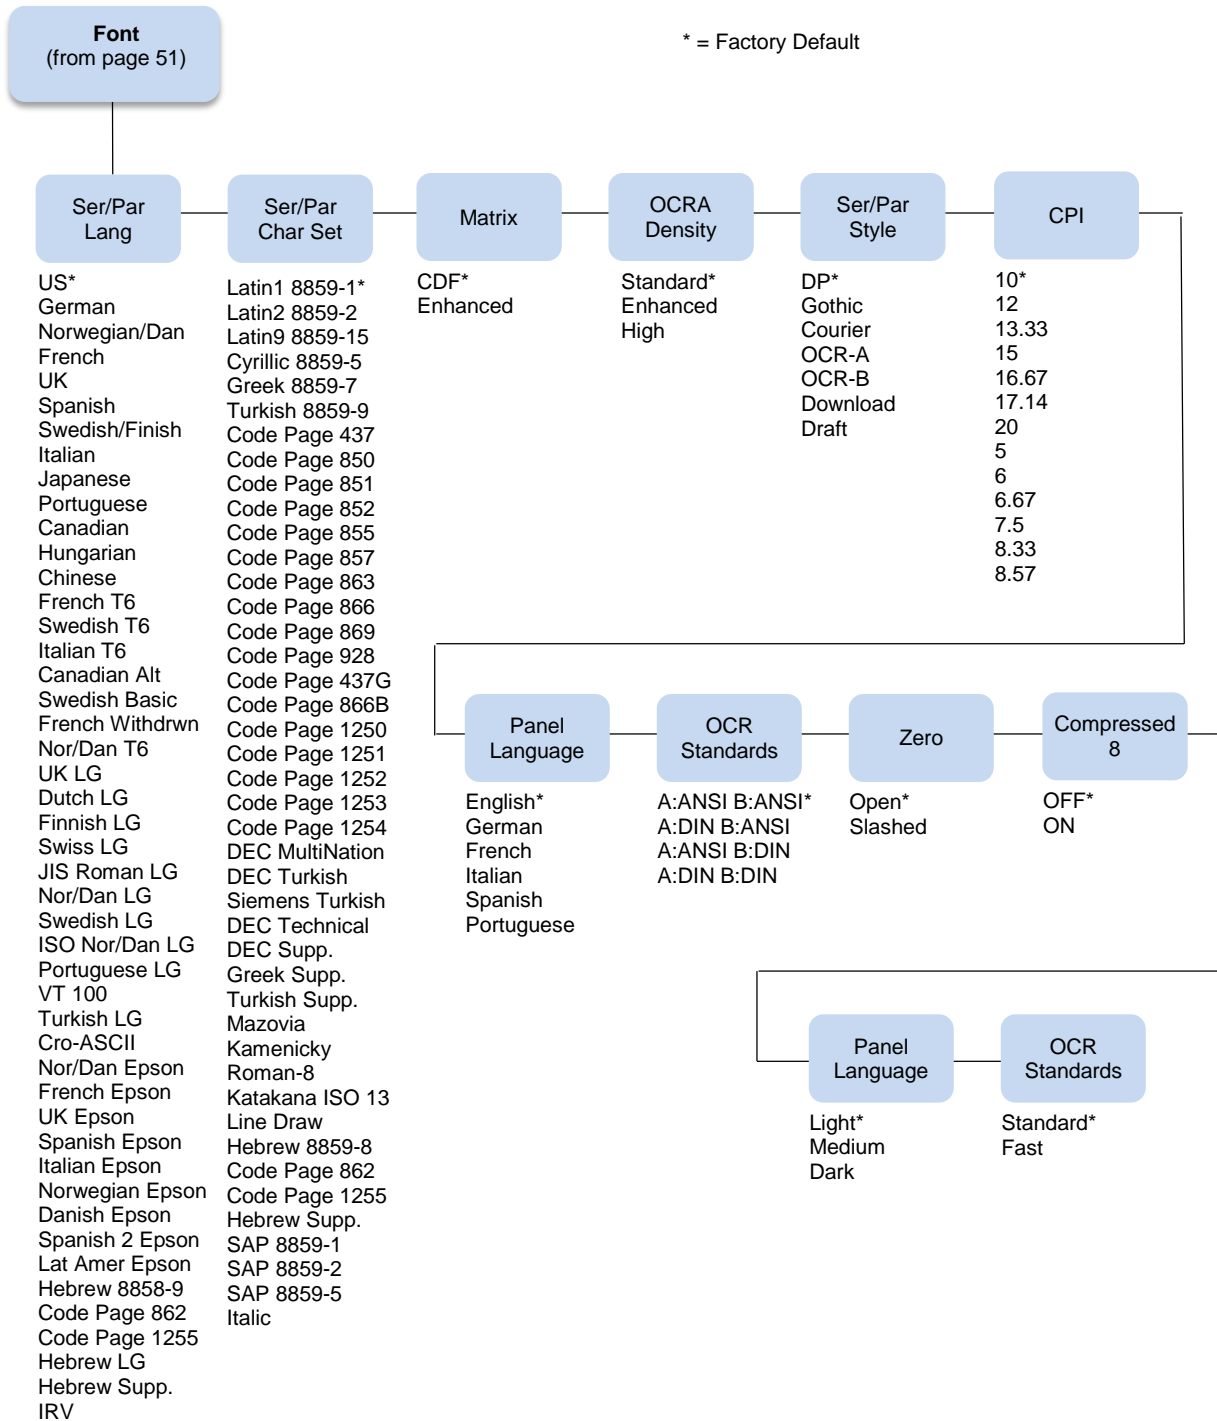 Font
(from page 51)
* = Factory Default
Ser/Par
Lang
US*
German
Norwegian/Dan
French
UK
Spanish
Swedish/Finish
Italian
Japanese
Portuguese
Canadian
Hungarian
Chinese
French T6
Swedish T6
Italian T6
Canadian Alt
Swedish Basic
French Withdrwn
Nor/Dan T6
UK LG
Dutch LG
Finnish LG
Swiss LG
JIS Roman LG
Nor/Dan LG
Swedish LG
ISO Nor/Dan LG
Portuguese LG
VT 100
Turkish LG
Cro-ASCII
Nor/Dan Epson
French Epson
UK Epson
Spanish Epson
Italian Epson
Norwegian Epson
Danish Epson
Spanish 2 Epson
Lat Amer Epson
Hebrew 8858-9
Code Page 862
Code Page 1255
Hebrew LG
Hebrew Supp.
IRV
Ser/Par
Char Set
Latin1 8859-1*
Latin2 8859-2
Latin9 8859-15
Cyrillic 8859-5
Greek 8859-7
Turkish 8859-9
Code Page 437
Code Page 850
Code Page 851
Code Page 852
Code Page 855
Code Page 857
Code Page 863
Code Page 866
Code Page 869
Code Page 928
Code Page 437G
Code Page 866B
Code Page 1250
Code Page 1251
Code Page 1252
Code Page 1253
Code Page 1254
DEC MultiNation
DEC Turkish
Siemens Turkish
DEC Technical
DEC Supp.
Greek Supp.
Turkish Supp.
Mazovia
Kamenicky
Roman-8
Katakana ISO 13
Line Draw
Hebrew 8859-8
Code Page 862
Code Page 1255
Hebrew Supp.
SAP 8859-1
SAP 8859-2
SAP 8859-5
Italic
Matrix
CDF*
Enhanced
OCRA
Density
Standard*
Enhanced
High
Ser/Par
Style
DP*
Gothic
Courier
OCR-A
OCR-B
Download
Draft
CPI
10*
12
13.33
15
16.67
17.14
20
5
6
6.67
7.5
8.33
8.57
Panel
Language
English*
German
French
Italian
Spanish
Portuguese
OCR
Standards
A:ANSI B:ANSI*
A:DIN B:ANSI
A:ANSI B:DIN
A:DIN B:DIN
Zero
Open*
Slashed
Compressed
8
OFF*
ON
Panel
Language
Light*
Medium
Dark
OCR
Standards
Standard*
Fast